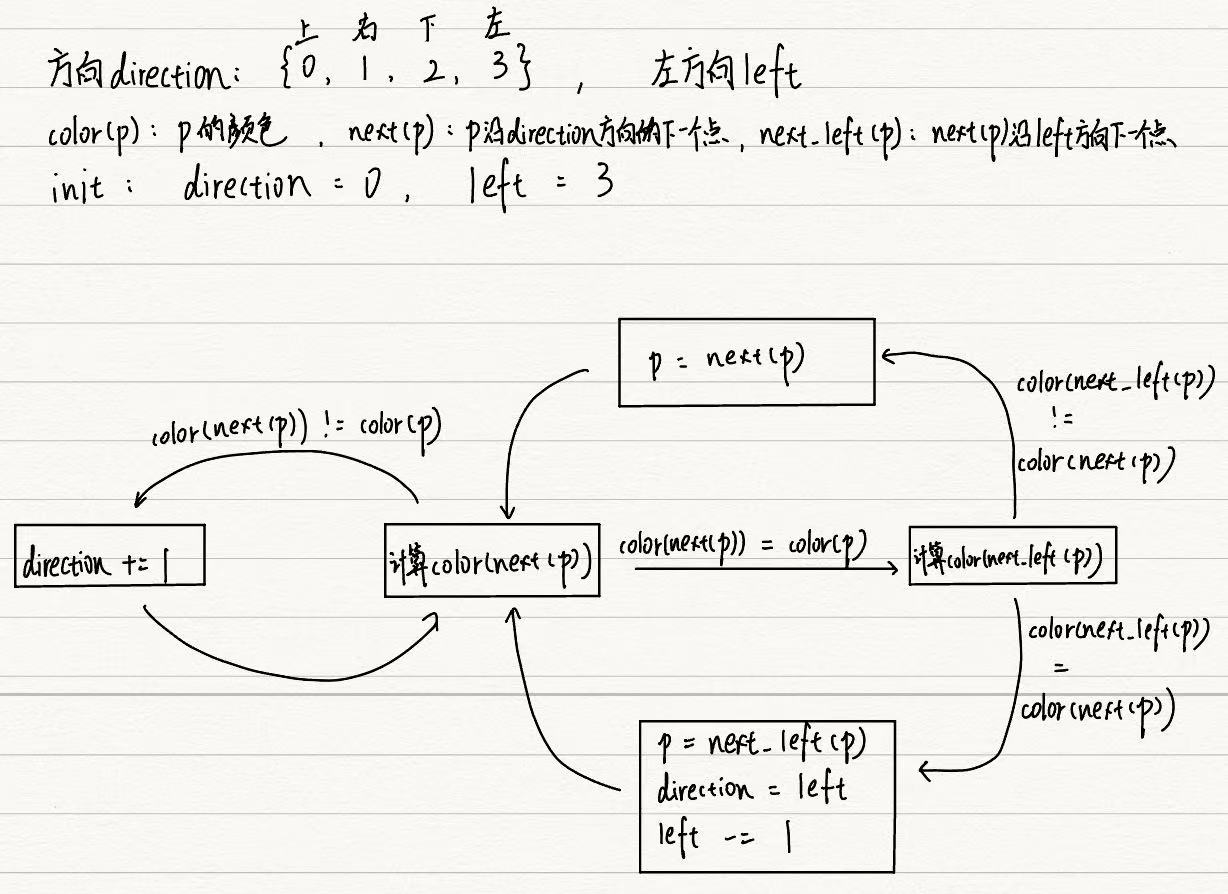 上 右 下 左
方向direction: {0, 1, 2, 3} , 左方向left
color(p): p的颜色 , next(p): p沿direction方向的下一个点, next_left(p): next(p)沿left方向下一个点
init: direction = 0, left = 3
p = next(p)
color(next_left(p))
!=
color(next(p))
color(next(p)) != color(p)
direction += 1
计算color(next(p))
color(next(p)) = color(p)
计算color(next_left(p))
color(next_left(p))
=
color(next(p))
p = next_left(p)
direction = left
left -= 1